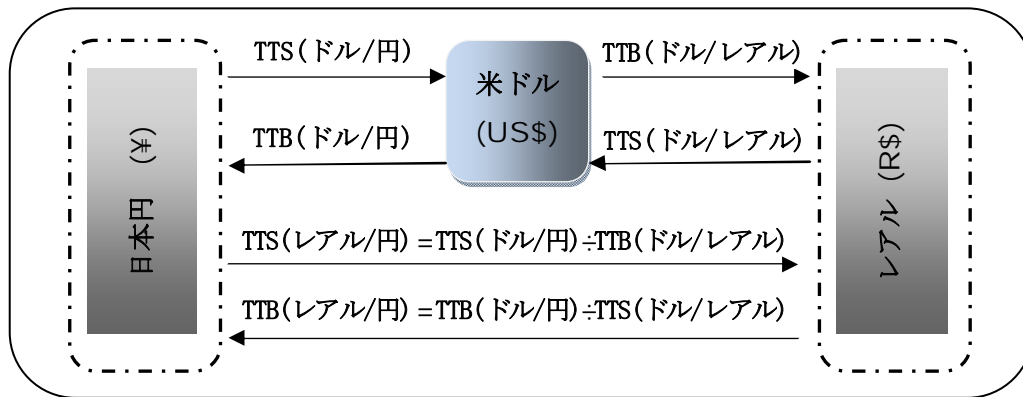 TTS(ドル/円)
TTB(ドル/レアル)
米ドル
(US$)
TTB(ドル/円)
TTS(ドル/レアル)
日本円 (¥)
レアル (R$)
TTS(レアル/円)=TTS(ドル/円)÷TTB(ドル/レアル)
TTB(レアル/円)=TTB(ドル/円)÷TTS(ドル/レアル)